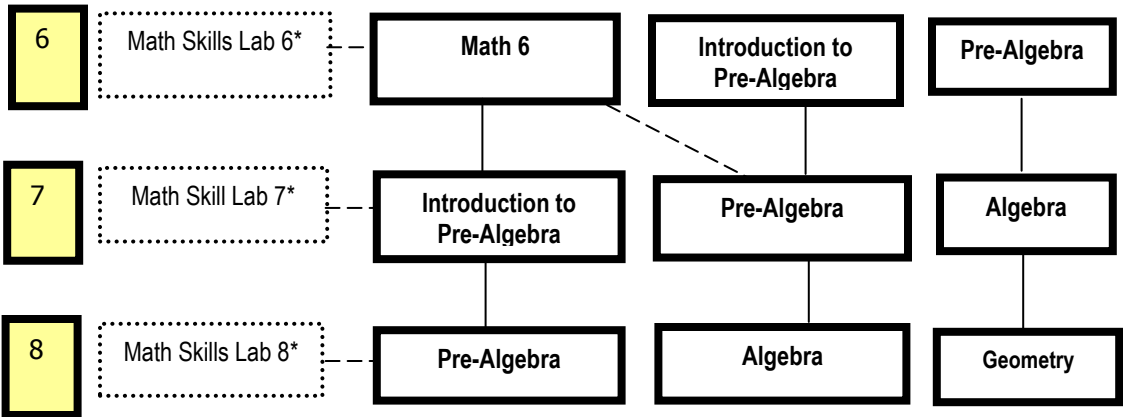 6
Math Skills Lab 6*
Math 6
Introduction to
Pre-Algebra
Pre-Algebra
7
Math Skill Lab 7*
Introduction to
Pre-Algebra
Pre-Algebra
Algebra
8
Math Skills Lab 8*
Pre-Algebra
Algebra
Geometry